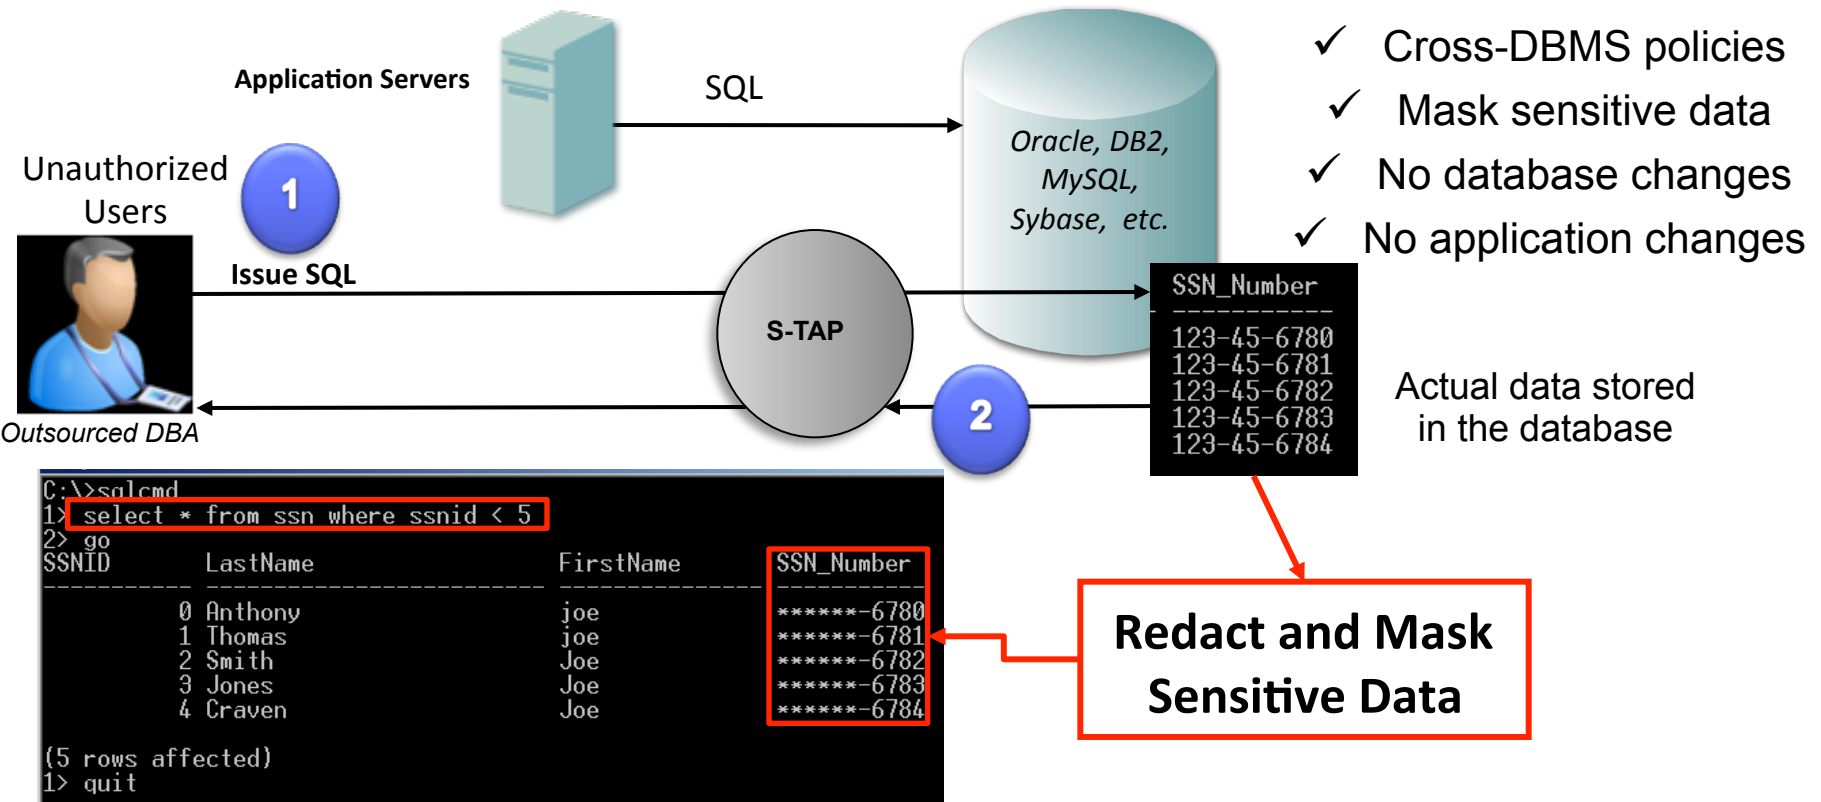 Application Servers
SQL
Cross-DBMS policies
Mask sensitive data
No database changes
No application changes
Unauthorized
Users
1
Issue SQL
Oracle, DB2,
MySQL,
Sybase, etc.
S-TAP
2
SSN_Number
-----------
123-45-6780
123-45-6781
123-45-6782
123-45-6783
123-45-6784
Actual data stored
in the database
Outsourced DBA
C:\>sqlcmd
1> select * from ssn where ssnid < 5
2> go
SSNID LastName FirstName SSN_Number
0 Anthony joe ******-6780
1 Thomas joe ******-6781
2 Smith Joe ******-6782
3 Jones Joe ******-6783
4 Craven Joe ******-6784
(5 rows affected)
1> quit
Redact and Mask
Sensitive Data